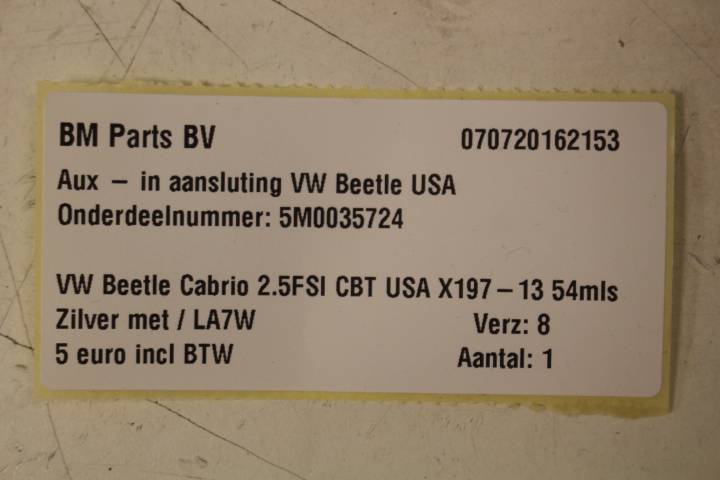 BM Parts BV 070720162153
Aux – in aansluting VW Beetle USA
Onderdeelnummer: 5M0035724
VW Beetle Cabrio 2.5FSI CBT USA X197 – 13 54mls
Zilver met / LA7W Verz: 8
5 euro incl BTW Aantal: 1